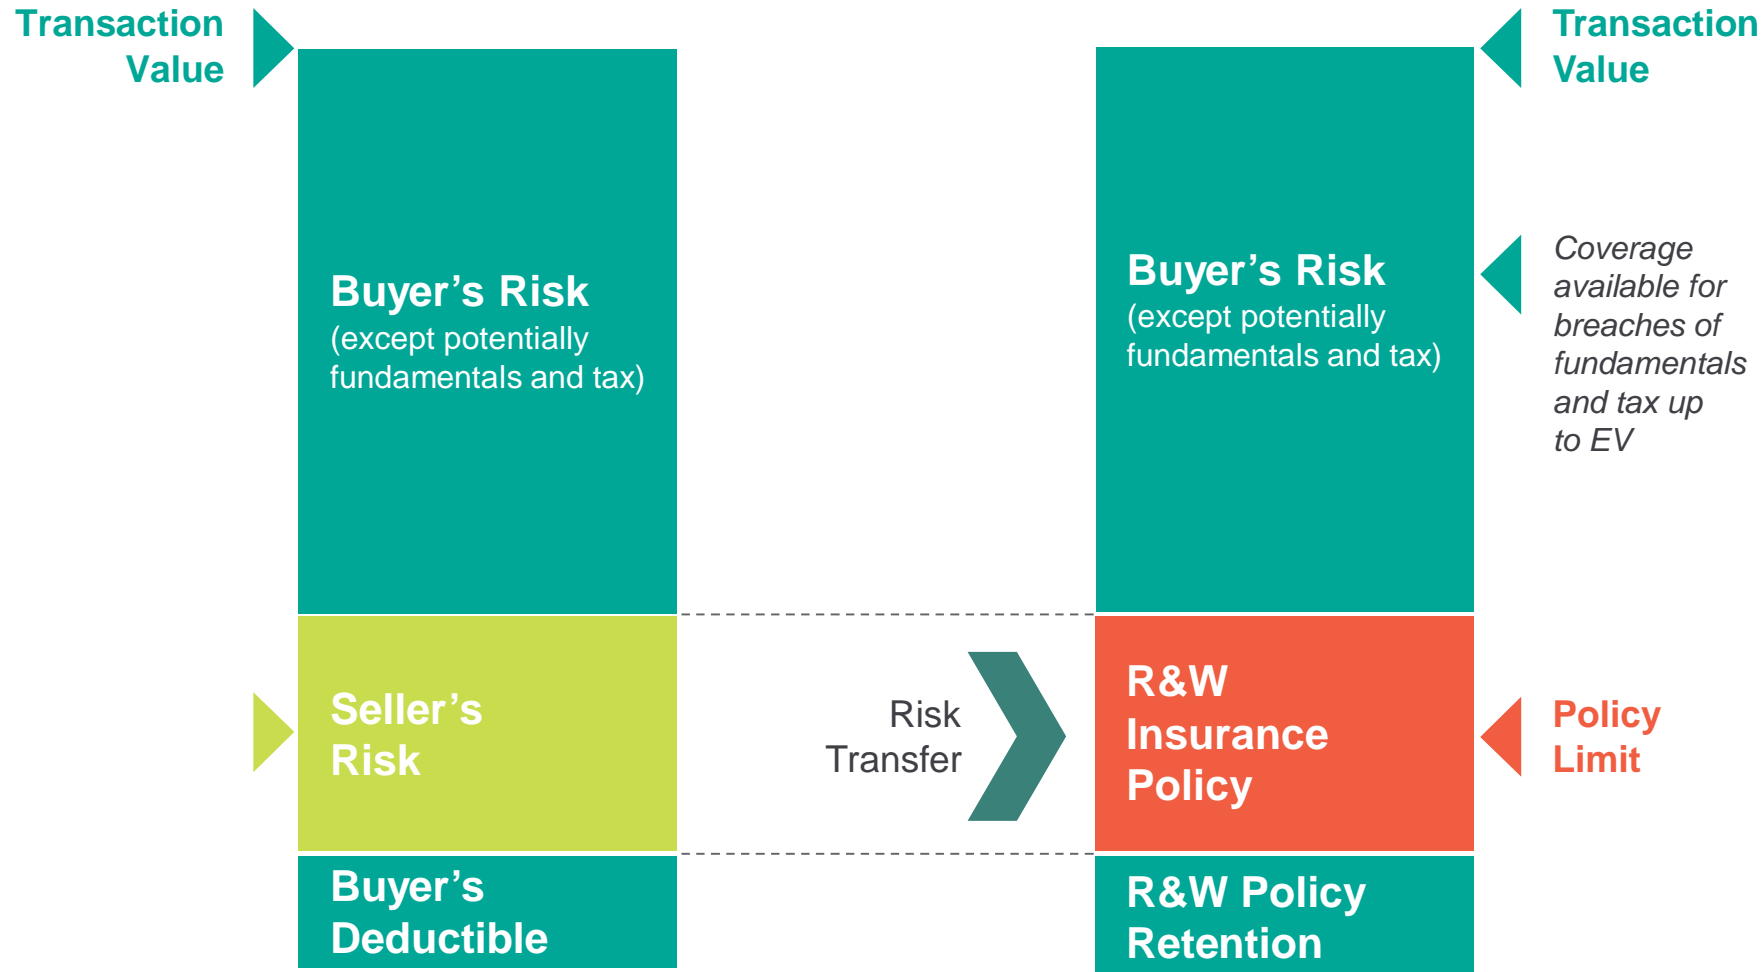 Transaction
Value
Buyer’s Risk
(except potentially
fundamentals and tax)
Seller’s
Risk
Buyer’s
Deductible
Risk
Transfer
Buyer’s Risk
(except potentially
fundamentals and tax)
R&W
Insurance
Policy
R&W Policy
Retention
Transaction
Value
Coverage
available for
breaches of
fundamentals
and tax up
to EV
Policy
Limit